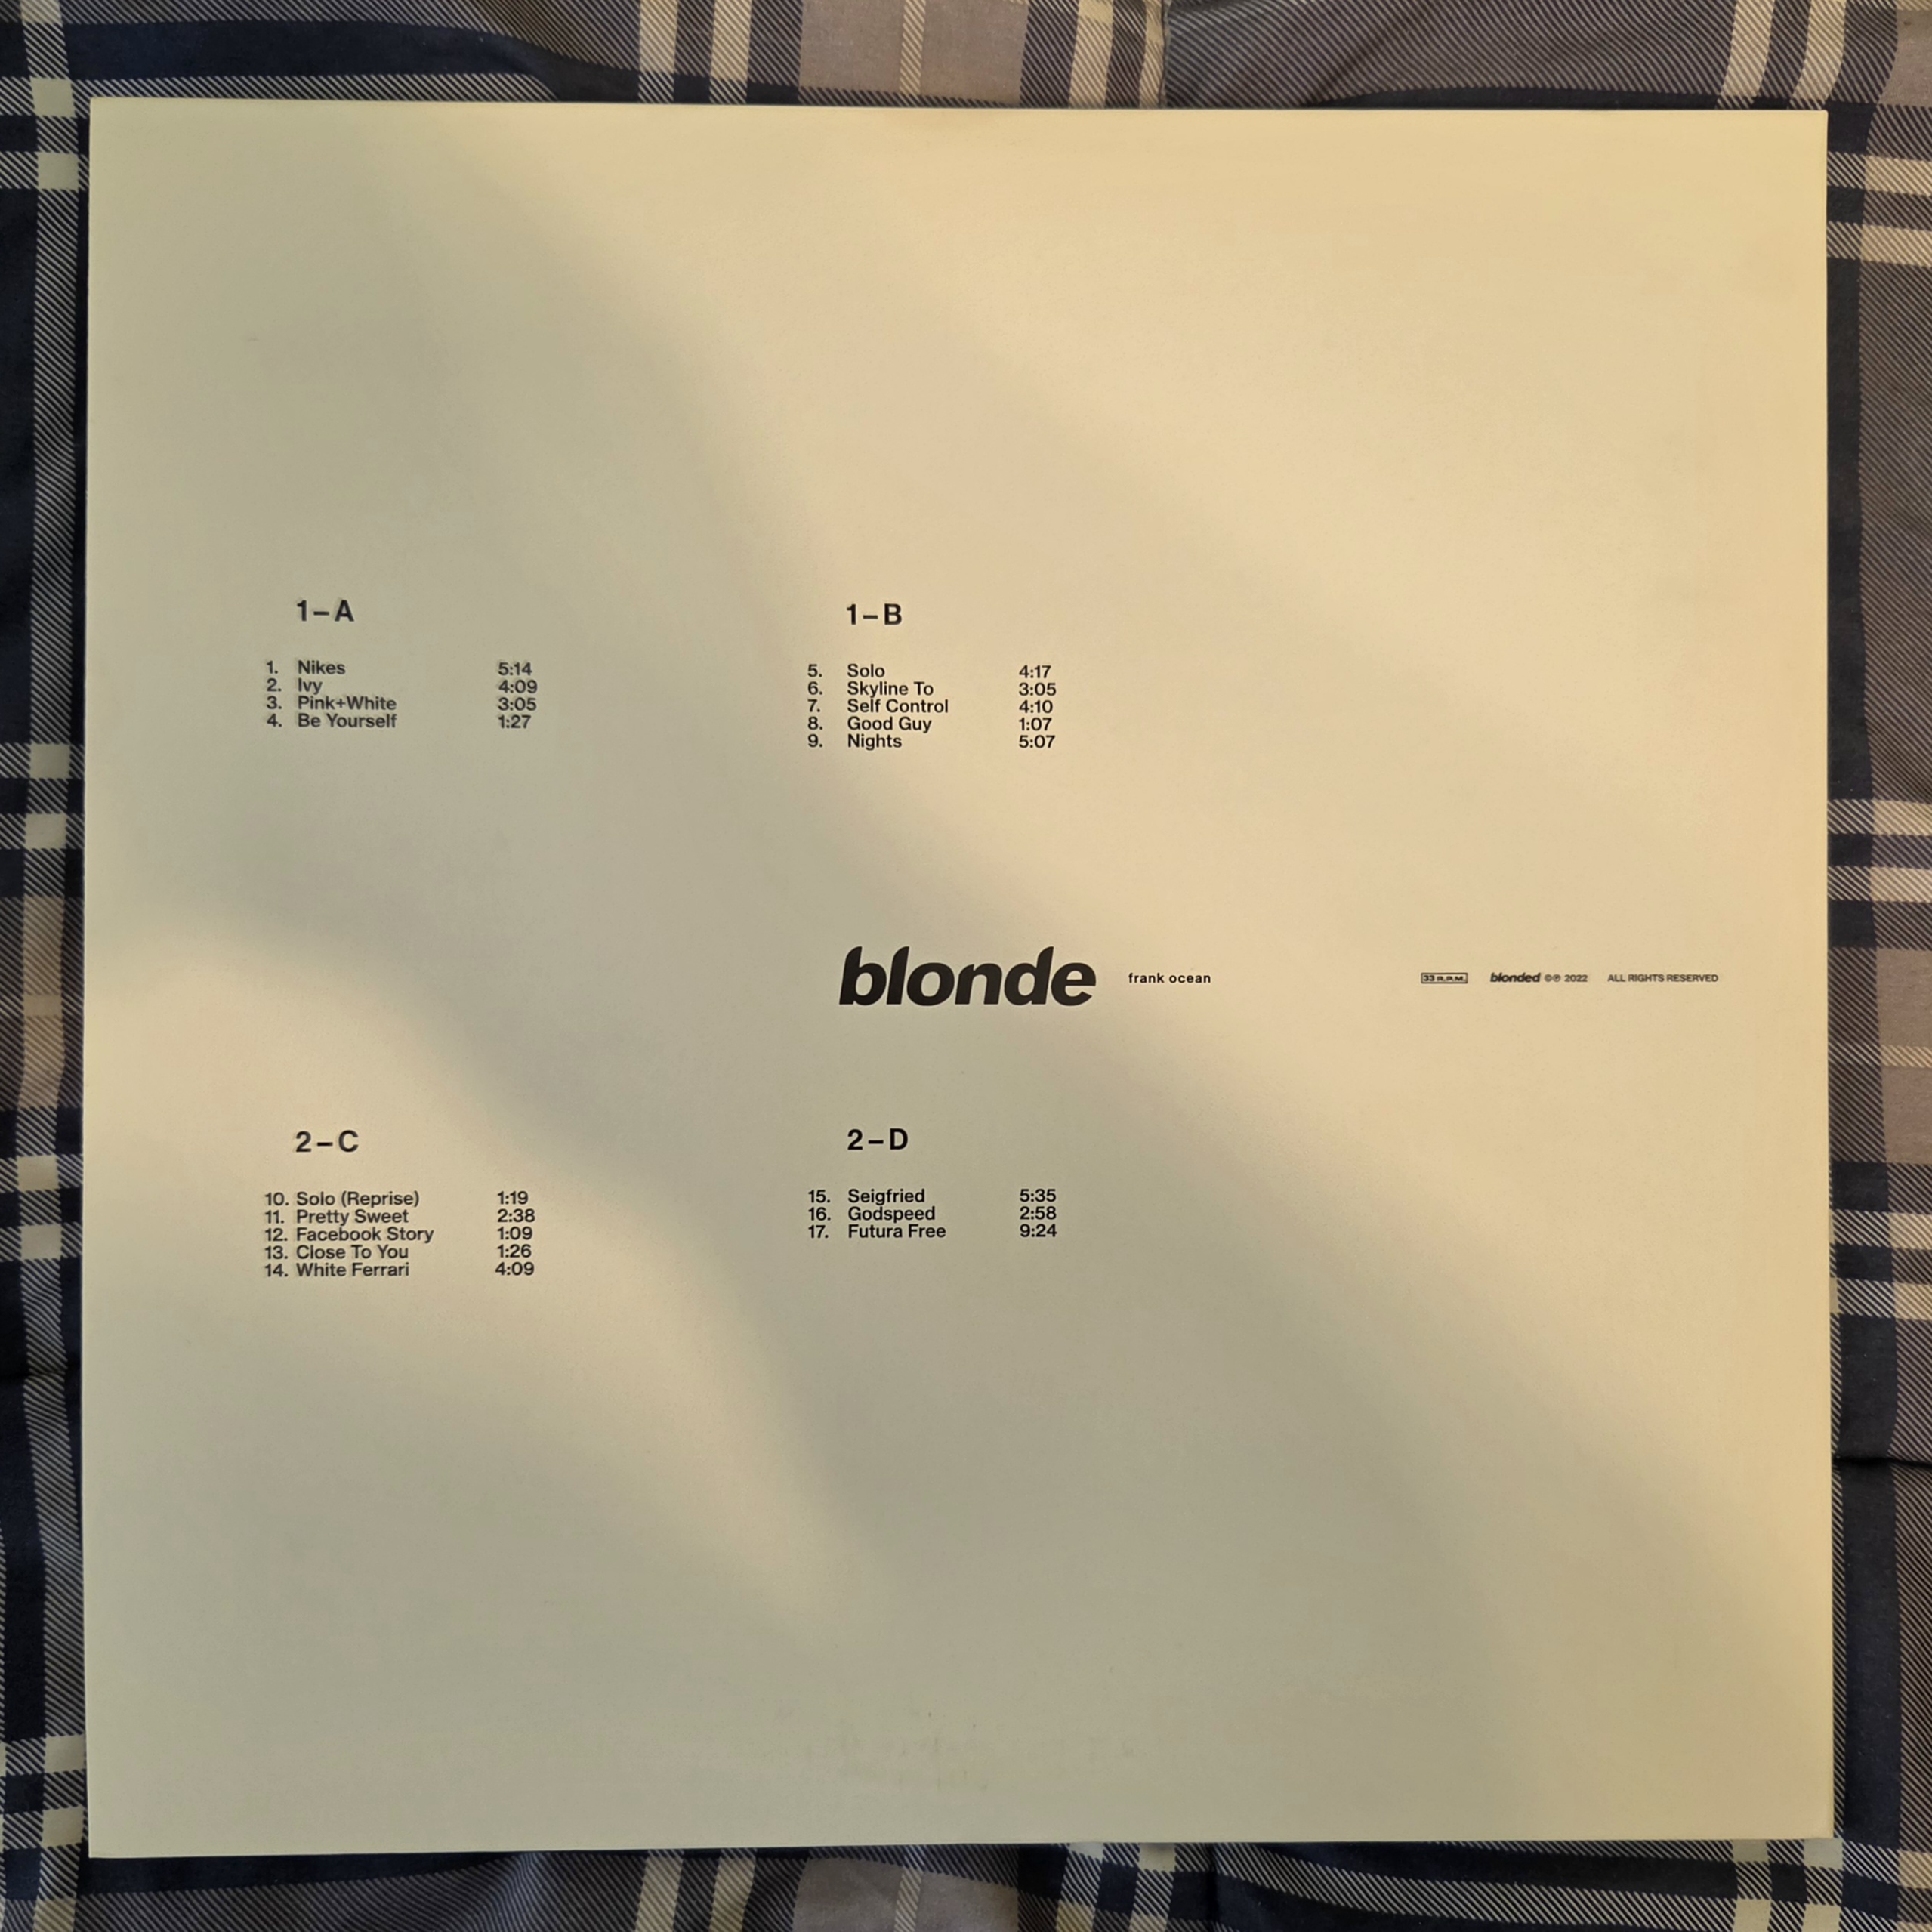 1–A
1. Nikes 5:14
2. Ivy 4:09
3. Pink+White 3:05
4. Be Yourself 1:27
1–B
5. Solo 4:17
6. Skyline To 3:05
7. Self Control 4:10
8. Good Guy 1:07
9. Nights 5:07
blonde frank ocean 33 R.P.M. blonded ©℗ 2022 ALL RIGHTS RESERVED
2–C
10. Solo (Reprise) 1:19
11. Pretty Sweet 2:38
12. Facebook Story 1:09
13. Close To You 1:26
14. White Ferrari 4:09
2–D
15. Seigfried 5:35
16. Godspeed 2:58
17. Futura Free 9:24